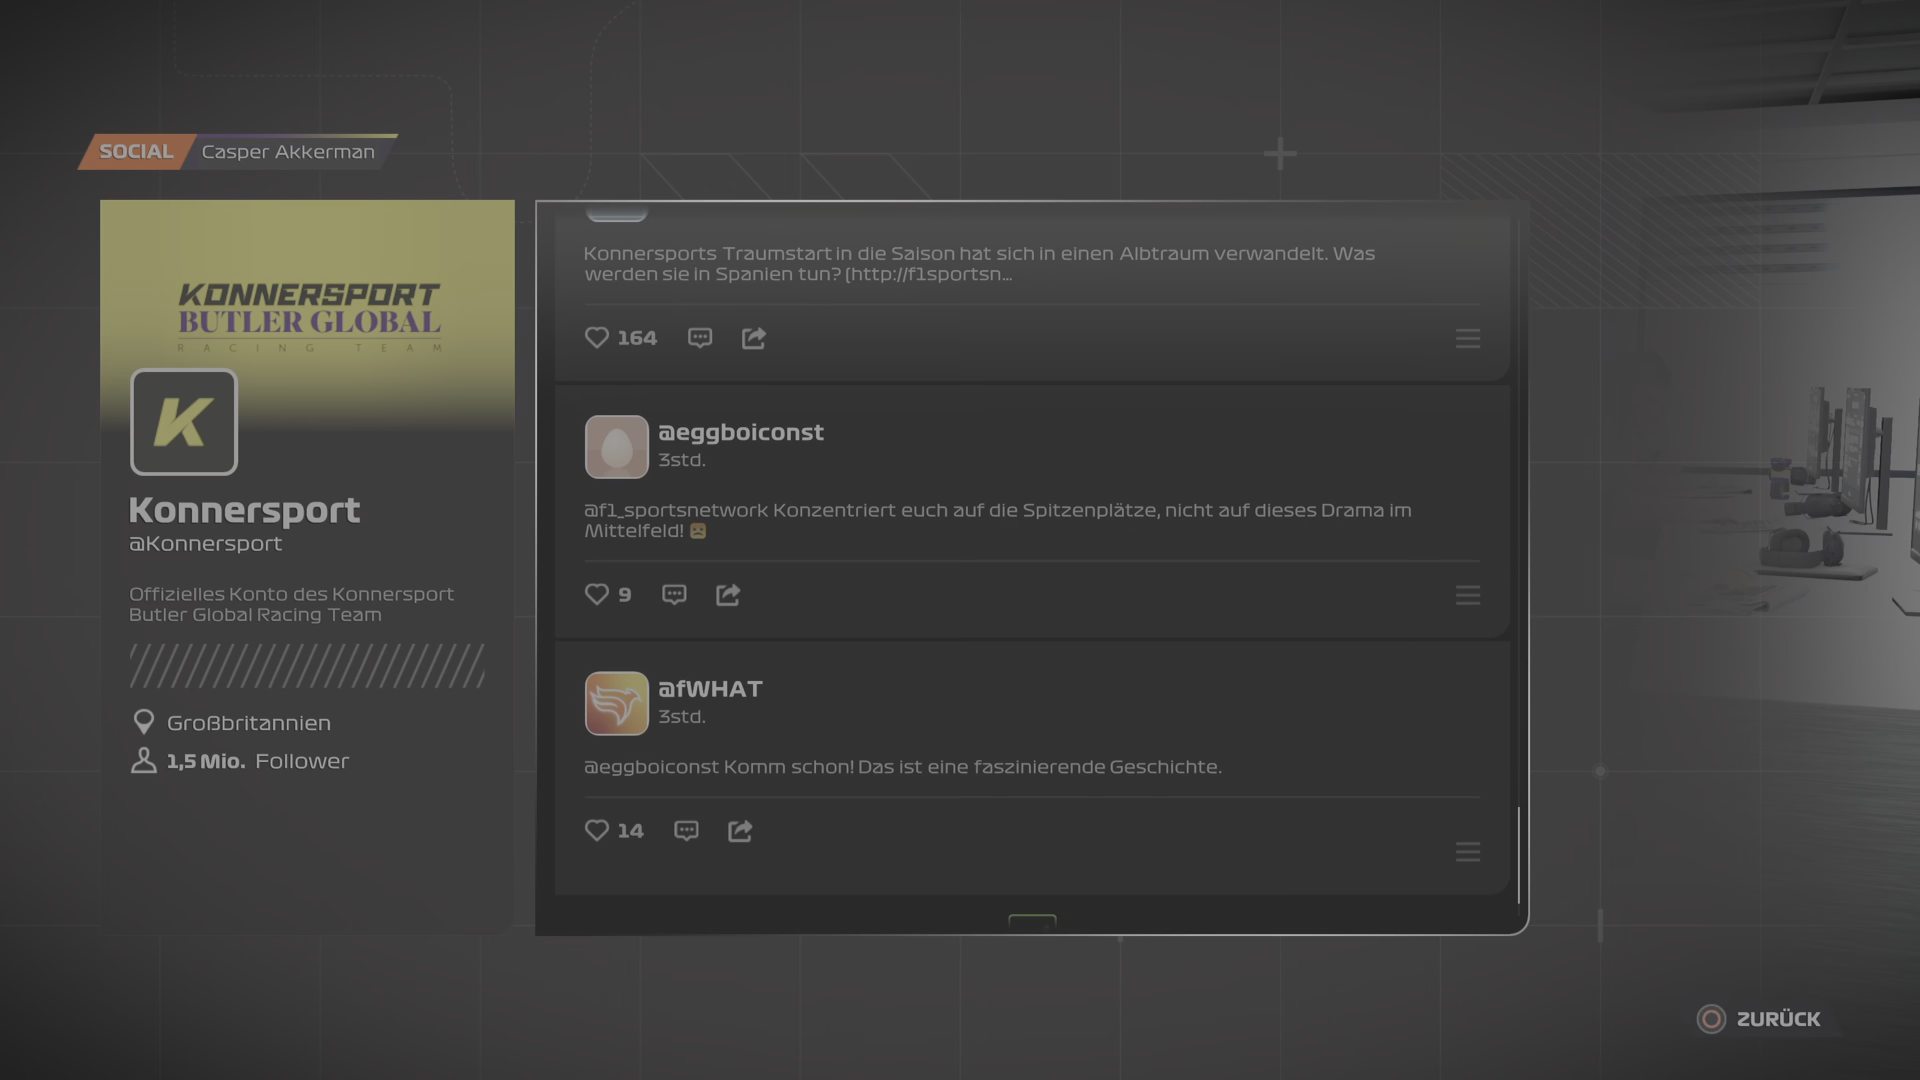 SOCIAL Casper Akkerman
KONNERSPORT
BUTLER GLOBAL
RACING TEAM
K
Konnersport
@Konnersport
Offizielles Konto des Konnersport
Butler Global Racing Team
Großbritannien
1,5 Mio. Follower
Konnersports Traumstart in die Saison hat sich in einen Albtraum verwandelt. Was
werden sie in Spanien tun? (http://f1sportsn...
164
@eggboiconst
3std.
@f1_sportsnetwork Konzentriert euch auf die Spitzenplätze, nicht auf dieses Drama im
Mittelfeld!
9
@fWHAT
3std.
@eggboiconst Komm schon! Das ist eine faszinierende Geschichte.
14
ZURÜCK